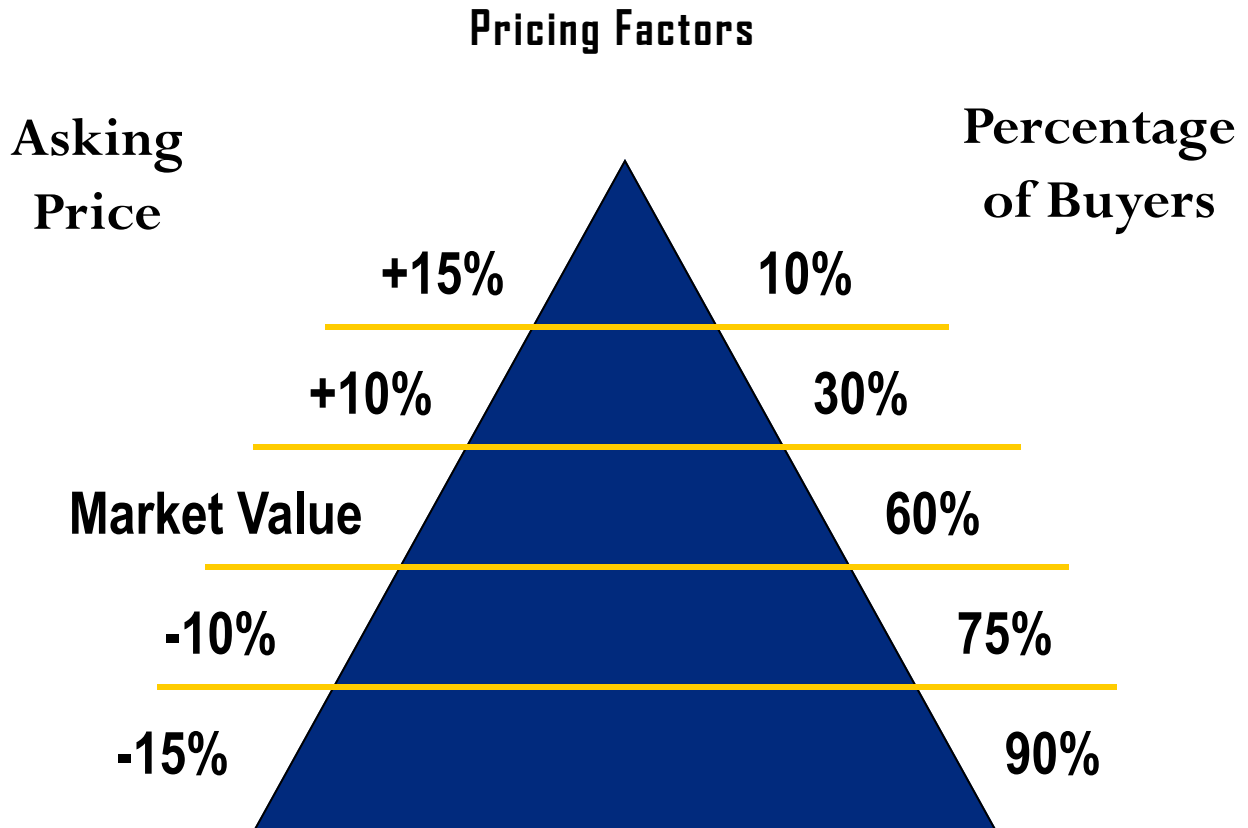 Pricing Factors
Asking
Price
Percentage
of Buyers
+15%
10%
+10%
30%
Market Value
60%
-10%
75%
-15%
90%